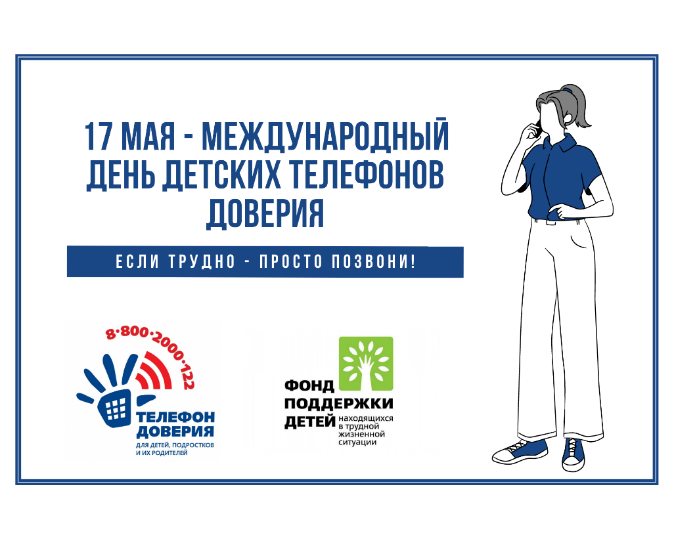 17 МАЯ - МЕЖДУНАРОДНЫЙ
ДЕНЬ ДЕТСКИХ ТЕЛЕФОНОВ
ДОВЕРИЯ
ЕСЛИ ТРУДНО - ПРОСТО ПОЗВОНИ!
8·800·2000·122
ТЕЛЕФОН
ДОВЕРИЯ
ДЛЯ ДЕТЕЙ, ПОДРОСТКОВ
И ИХ РОДИТЕЛЕЙ
ФОНД
ПОДДЕРЖКИ
ДЕТЕЙ
находящихся
в трудной
жизненной
ситуации